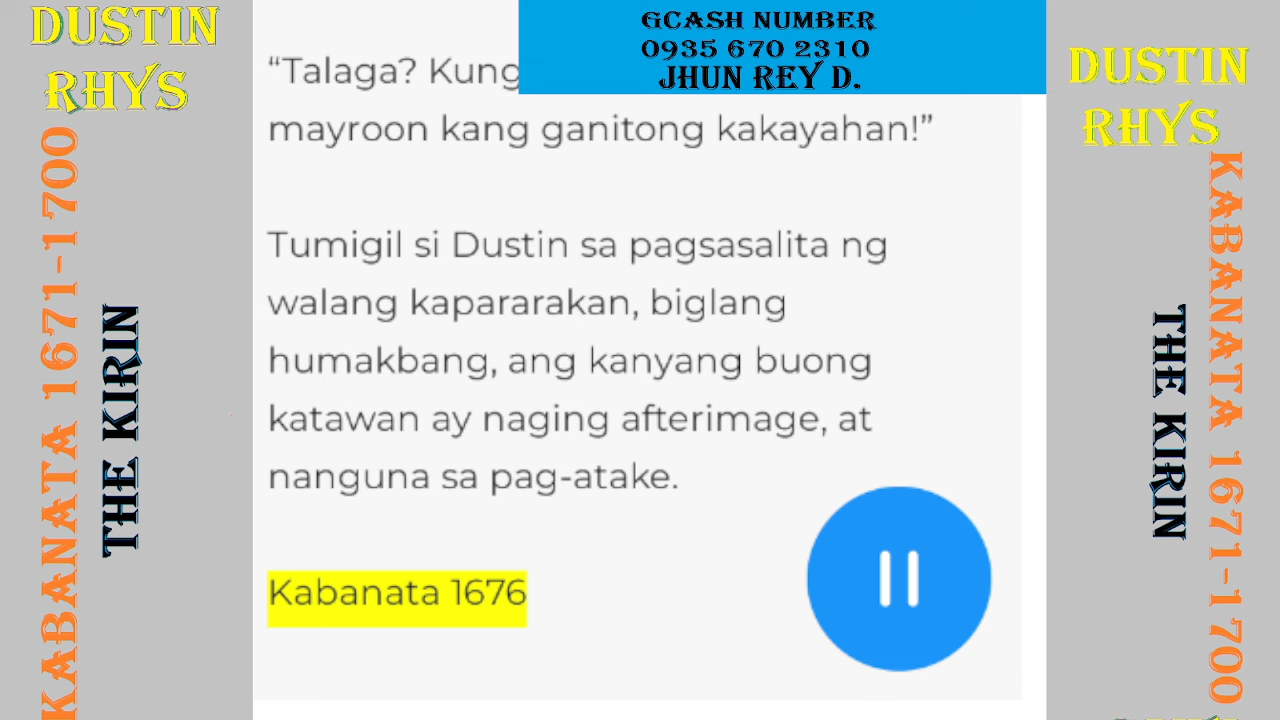 DUSTIN
RHYS
KABANATA 1671-1700
THE KIRIN
GCASH NUMBER
0935 670 2310
JHUN REY D.
“Talaga? Kung
mayroon kang ganitong kakayahan!”
Tumigil si Dustin sa pagsasalita ng
walang kapararakan, biglang
humakbang, ang kanyang buong
katawan ay naging afterimage, at
nanguna sa pag-atake.
Kabanata 1676
DUSTIN
RHYS
KABANATA 1671-1700
THE KIRIN